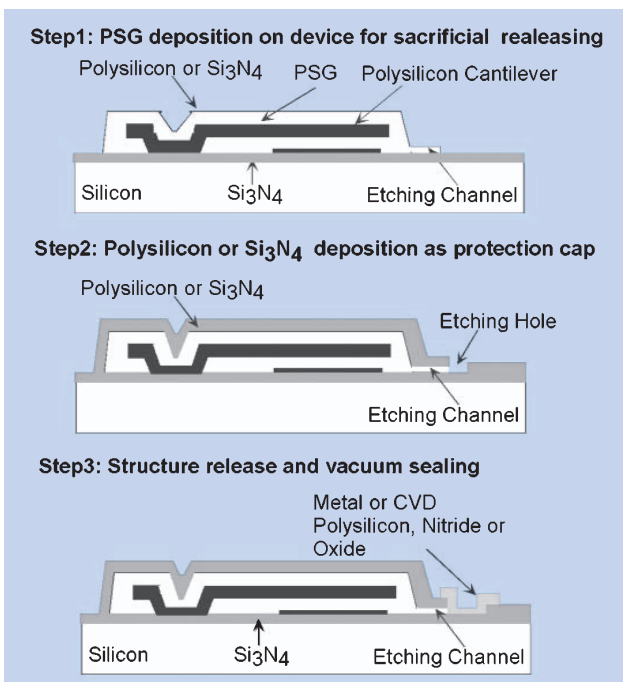 Step1: PSG deposition on device for sacrificial realeasing
Polysilicon or Si3N4 PSG Polysilicon Cantilever
Silicon Si3N4 Etching Channel
Step2: Polysilicon or Si3N4 deposition as protection cap
Polysilicon or Si3N4
Etching Hole
Etching Channel
Step3: Structure release and vacuum sealing
Metal or CVD
Polysilicon, Nitride or
Oxide
Silicon Si3N4 Etching Channel